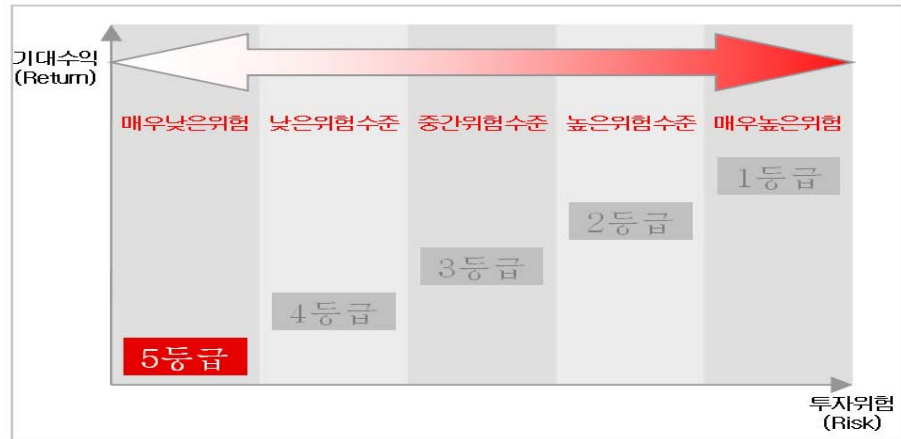 기대수익
(Return)
매우낮은위험 낮은위험수준 중간위험수준 높은위험수준 매우높은위험
1등급
2등급
3등급
4등급
5등급
투자위험
(Risk)